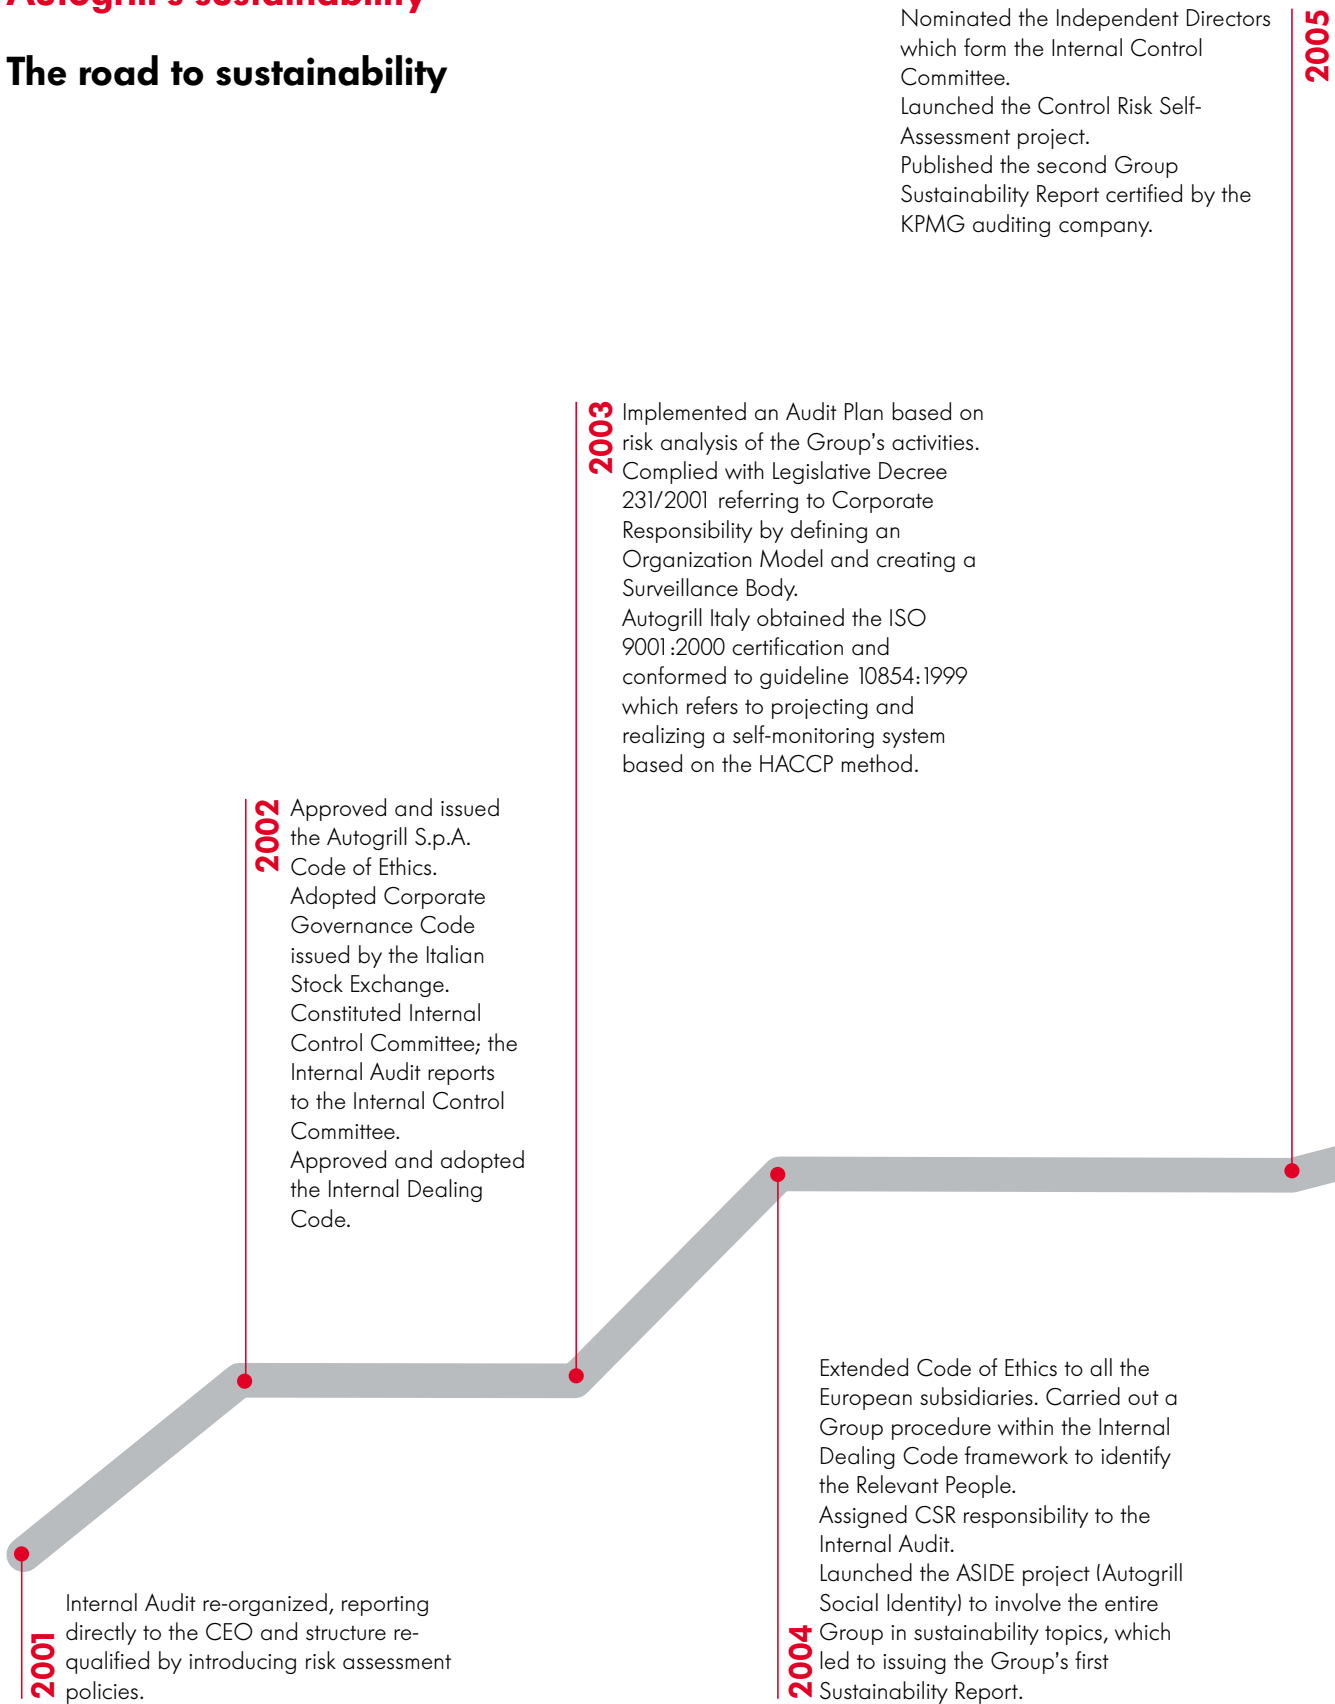 Autogrill's sustainability
The road to sustainability
2005
Nominated the Independent Directors
which form the Internal Control
Committee.
Launched the Control Risk Self-
Assessment project.
Published the second Group
Sustainability Report certified by the
KPMG auditing company.
2003
Implemented an Audit Plan based on
risk analysis of the Group's activities.
Complied with Legislative Decree
231/2001 referring to Corporate
Responsibility by defining an
Organization Model and creating a
Surveillance Body.
Autogrill Italy obtained the ISO
9001:2000 certification and
conformed to guideline 10854:1999
which refers to projecting and
realizing a self-monitoring system
based on the HACCP method.
2002
Approved and issued
the Autogrill S.p.A.
Code of Ethics.
Adopted Corporate
Governance Code
issued by the Italian
Stock Exchange.
Constituted Internal
Control Committee; the
Internal Audit reports
to the Internal Control
Committee.
Approved and adopted
the Internal Dealing
Code.
2004
Extended Code of Ethics to all the
European subsidiaries. Carried out a
Group procedure within the Internal
Dealing Code framework to identify
the Relevant People.
Assigned CSR responsibility to the
Internal Audit.
Launched the ASIDE project (Autogrill
Social Identity) to involve the entire
Group in sustainability topics, which
led to issuing the Group's first
Sustainability Report.
2001
Internal Audit re-organized, reporting
directly to the CEO and structure re-
qualified by introducing risk assessment
policies.